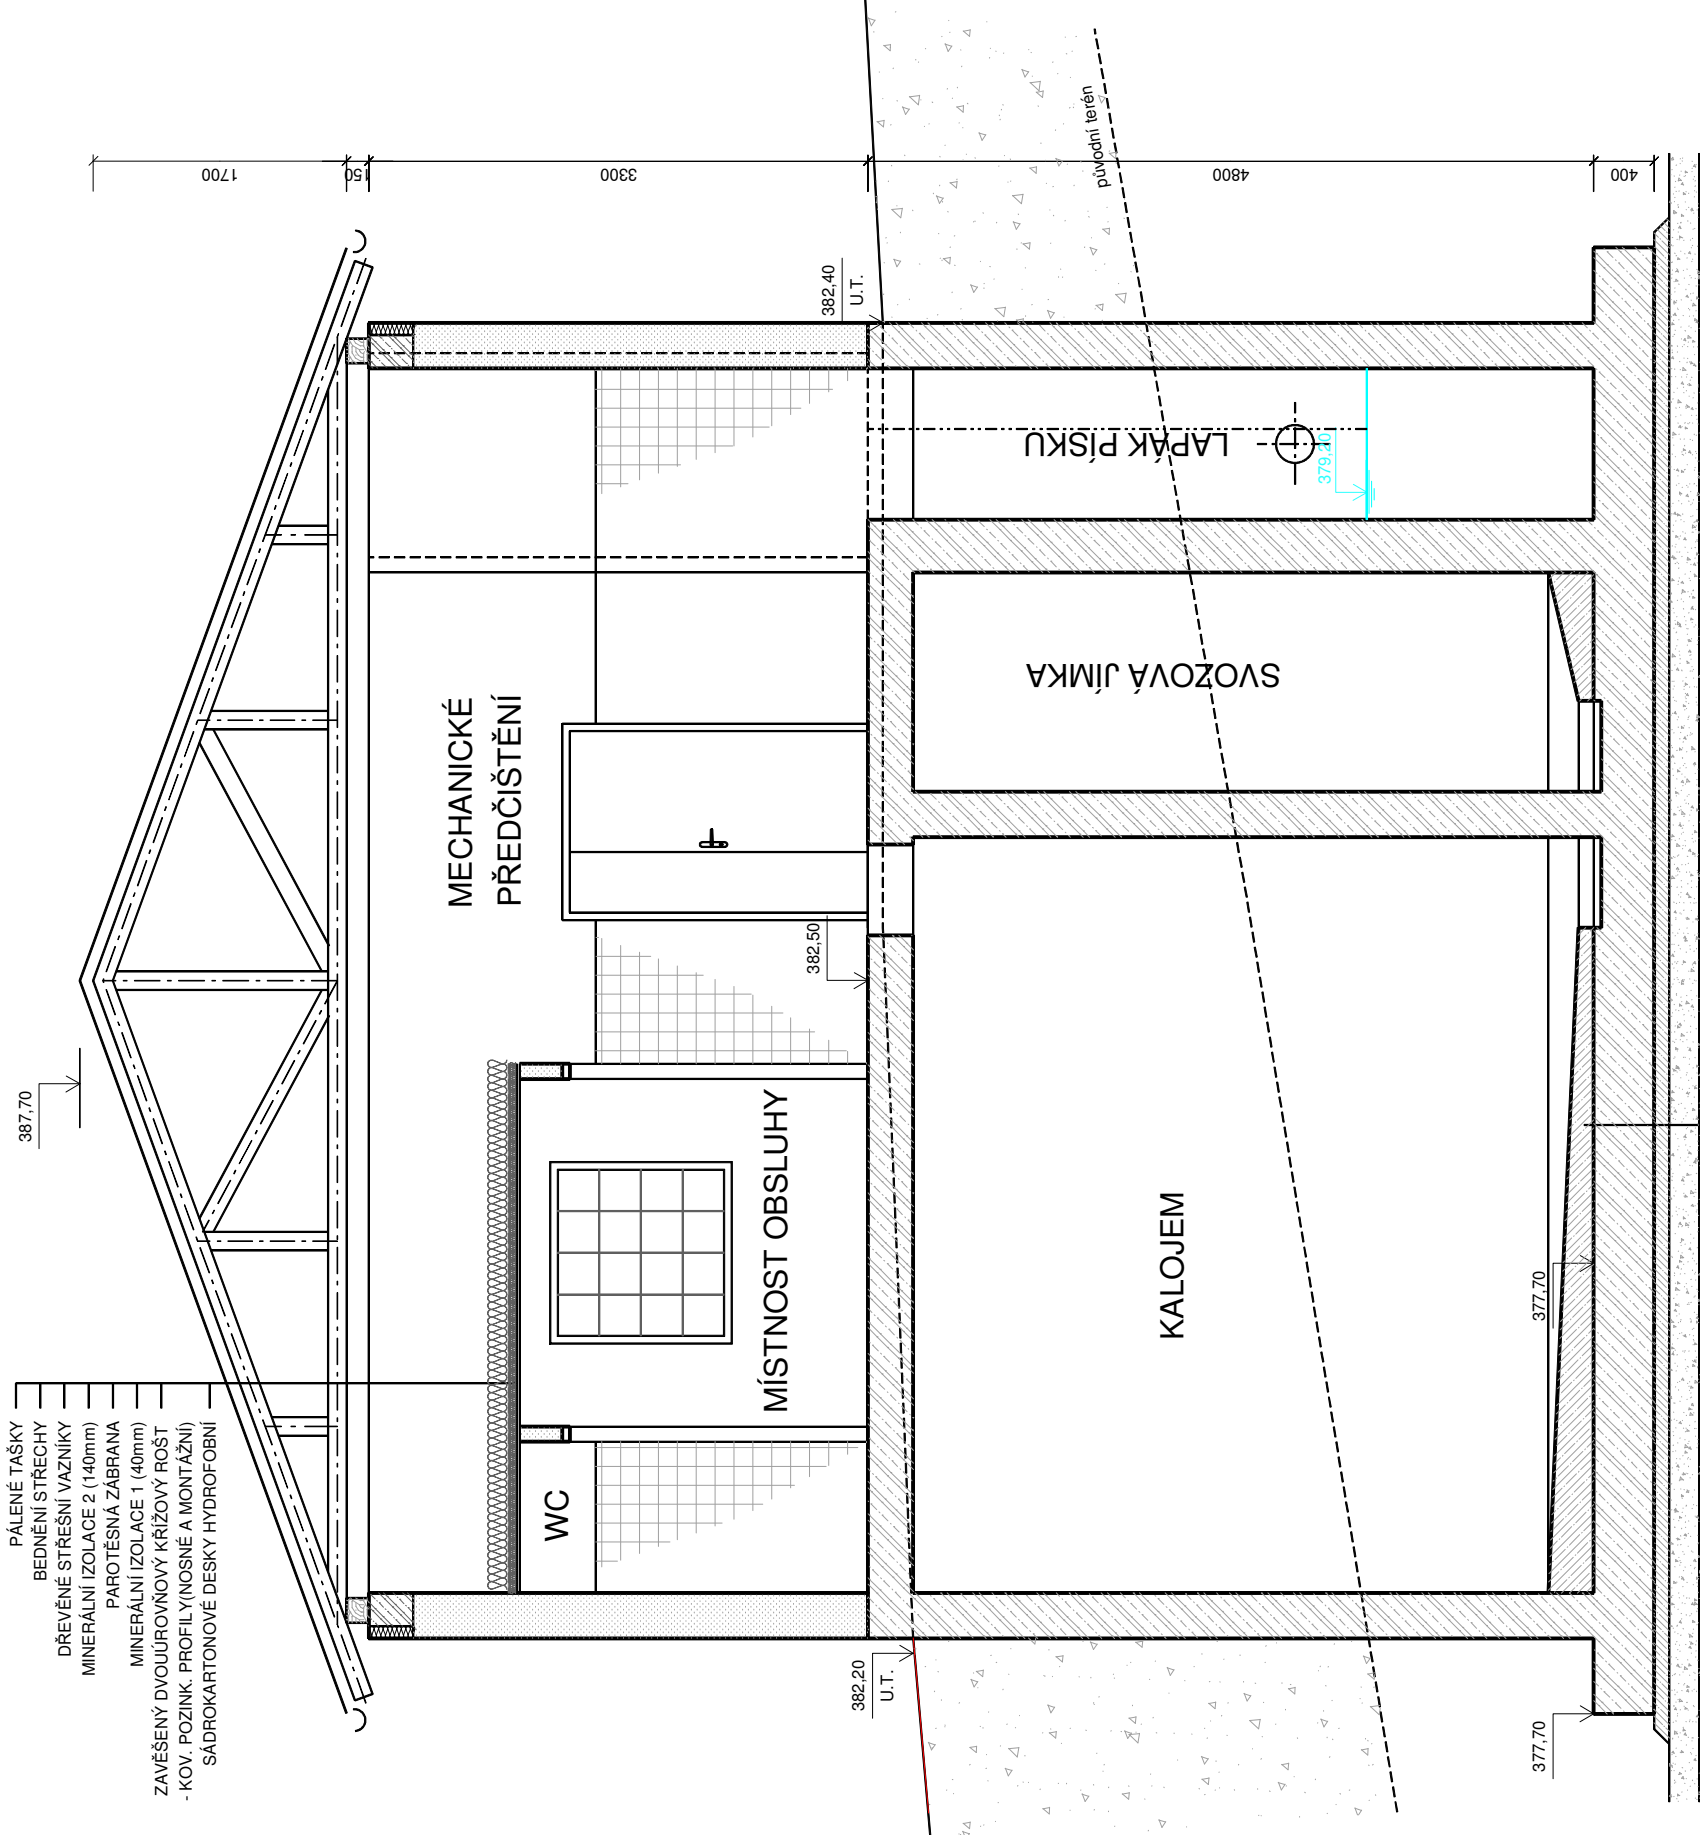 PÁLENÉ TAŠKY
BEDNĚNÍ STŘECHY
DŘEVĚNÉ STŘEŠNÍ VAZNÍKY
MINERÁLNÍ IZOLACE 2 (140mm)
PAROTĚSNÁ ZÁBRANA
MINERÁLNÍ IZOLACE 1 (40mm)
ZAVĚŠENÝ DVOUÚROVŇOVÝ KŘÍŽOVÝ ROŠT
- KOV. POZINK. PROFILY(NOSNÉ A MONTÁŽNÍ)
SÁDROKARTONOVÉ DESKY HYDROFOBNÍ
387,70
1700
150
3300
4800
400
MECHANICKÉ
PŘEDČIŠTĚNÍ
WC
MÍSTNOST OBSLUHY
382,50
382,40
U.T.
382,20
U.T.
původní terén
LAPÁK PÍSKU
379,20
SVOZOVÁ JÍMKA
KALOJEM
377,70
377,70